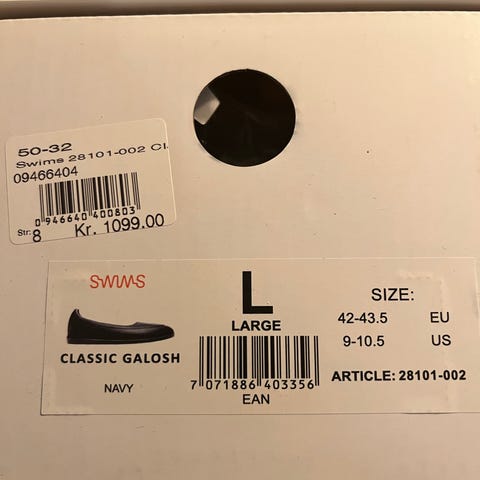 50-32
Swims 28101-002 Cl.
09466404
0 946640 400803
Str: 8 Kr. 1099.00
SWIMS
CLASSIC GALOSH
NAVY
L
LARGE
7 071886 403356
EAN
SIZE:
42-43.5 EU
9-10.5 US
ARTICLE: 28101-002